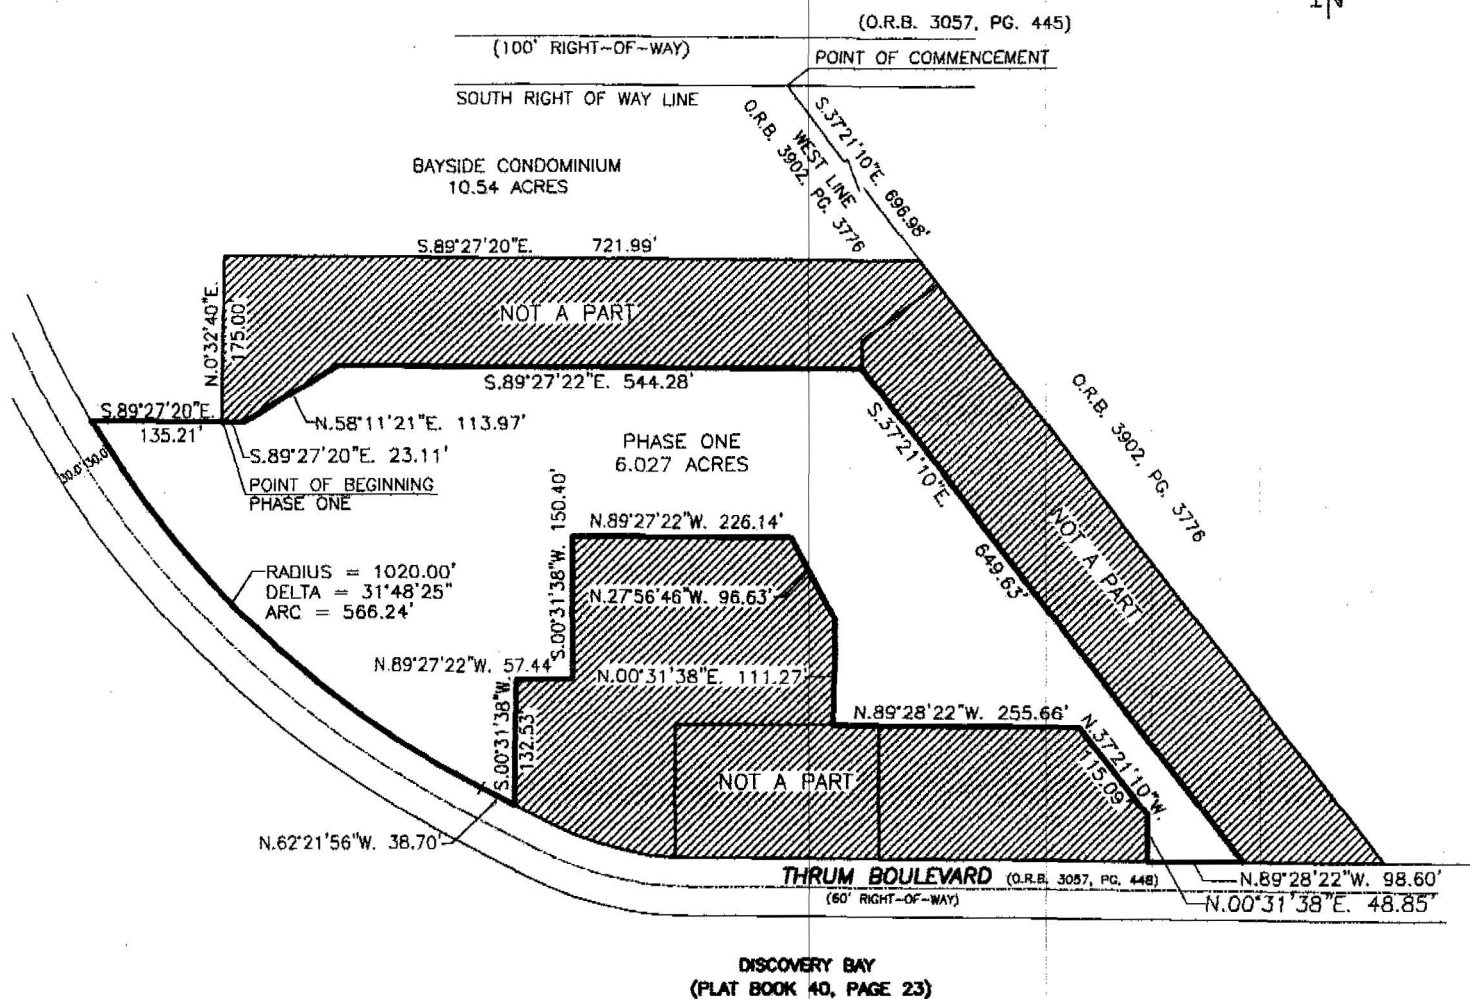 N
(O.R.B. 3057, PG. 445)
(100' RIGHT-OF-WAY)
POINT OF COMMENCEMENT
SOUTH RIGHT OF WAY LINE
S.37°21'10"E. 696.98'
WEST LINE
O.R.B. 3902, PG. 3776
BAYSIDE CONDOMINIUM
10.54 ACRES
S.89°27'20"E. 721.99'
N.0°32'40"E.
175.00'
NOT A PART
S.89°27'22"E. 544.28'
S.89°27'20"E.
135.21'
N.58°11'21"E. 113.97'
S.89°27'20"E. 23.11'
POINT OF BEGINNING
PHASE ONE
PHASE ONE
6.027 ACRES
S.37°21'10"E.
649.63'
O.R.B. 3902, PG. 3776
NOT A PART
S.00°31'38"W. 150.40'
N.89°27'22"W. 226.14'
RADIUS = 1020.00'
DELTA = 31°48'25"
ARC = 566.24'
N.27°56'46"W. 96.63'
N.89°27'22"W. 57.44'
N.00°31'38"E. 111.27'
S.00°31'38"W.
132.53'
N.89°28'22"W. 255.66'
N.37°21'10"W.
115.09'
NOT A PART
N.62°21'56"W. 38.70'
THRUM BOULEVARD (O.R.B. 3057, PG. 448)
(60' RIGHT-OF-WAY)
N.89°28'22"W. 98.60'
N.00°31'38"E. 48.85'
DISCOVERY BAY
(PLAT BOOK 40, PAGE 23)